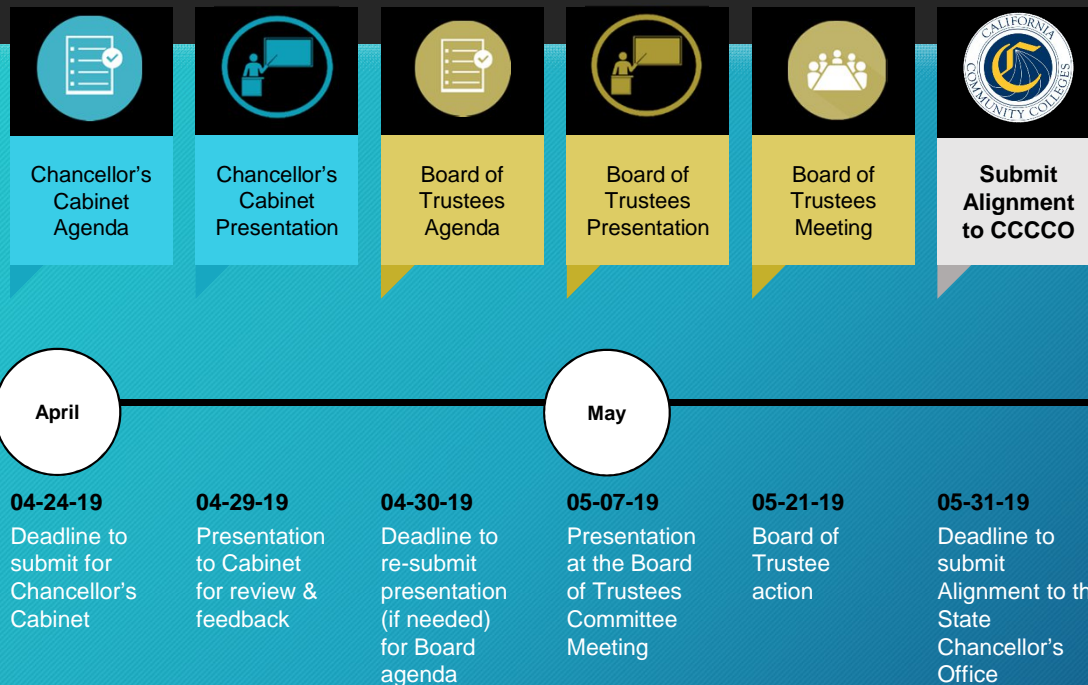 CALIFORNIA
COMMUNITY COLLEGES
C
Chancellor's
Cabinet
Agenda
Chancellor's
Cabinet
Presentation
Board of
Trustees
Agenda
Board of
Trustees
Presentation
Board of
Trustees
Meeting
Submit
Alignment
to CCCCO
April
May
04-24-19
Deadline to
submit for
Chancellor's
Cabinet
04-29-19
Presentation
to Cabinet
for review &
feedback
04-30-19
Deadline to
re-submit
presentation
(if needed)
for Board
agenda
05-07-19
Presentation
at the Board
of Trustees
Committee
Meeting
05-21-19
Board of
Trustee
action
05-31-19
Deadline to
submit
Alignment to th
State
Chancellor's
Office